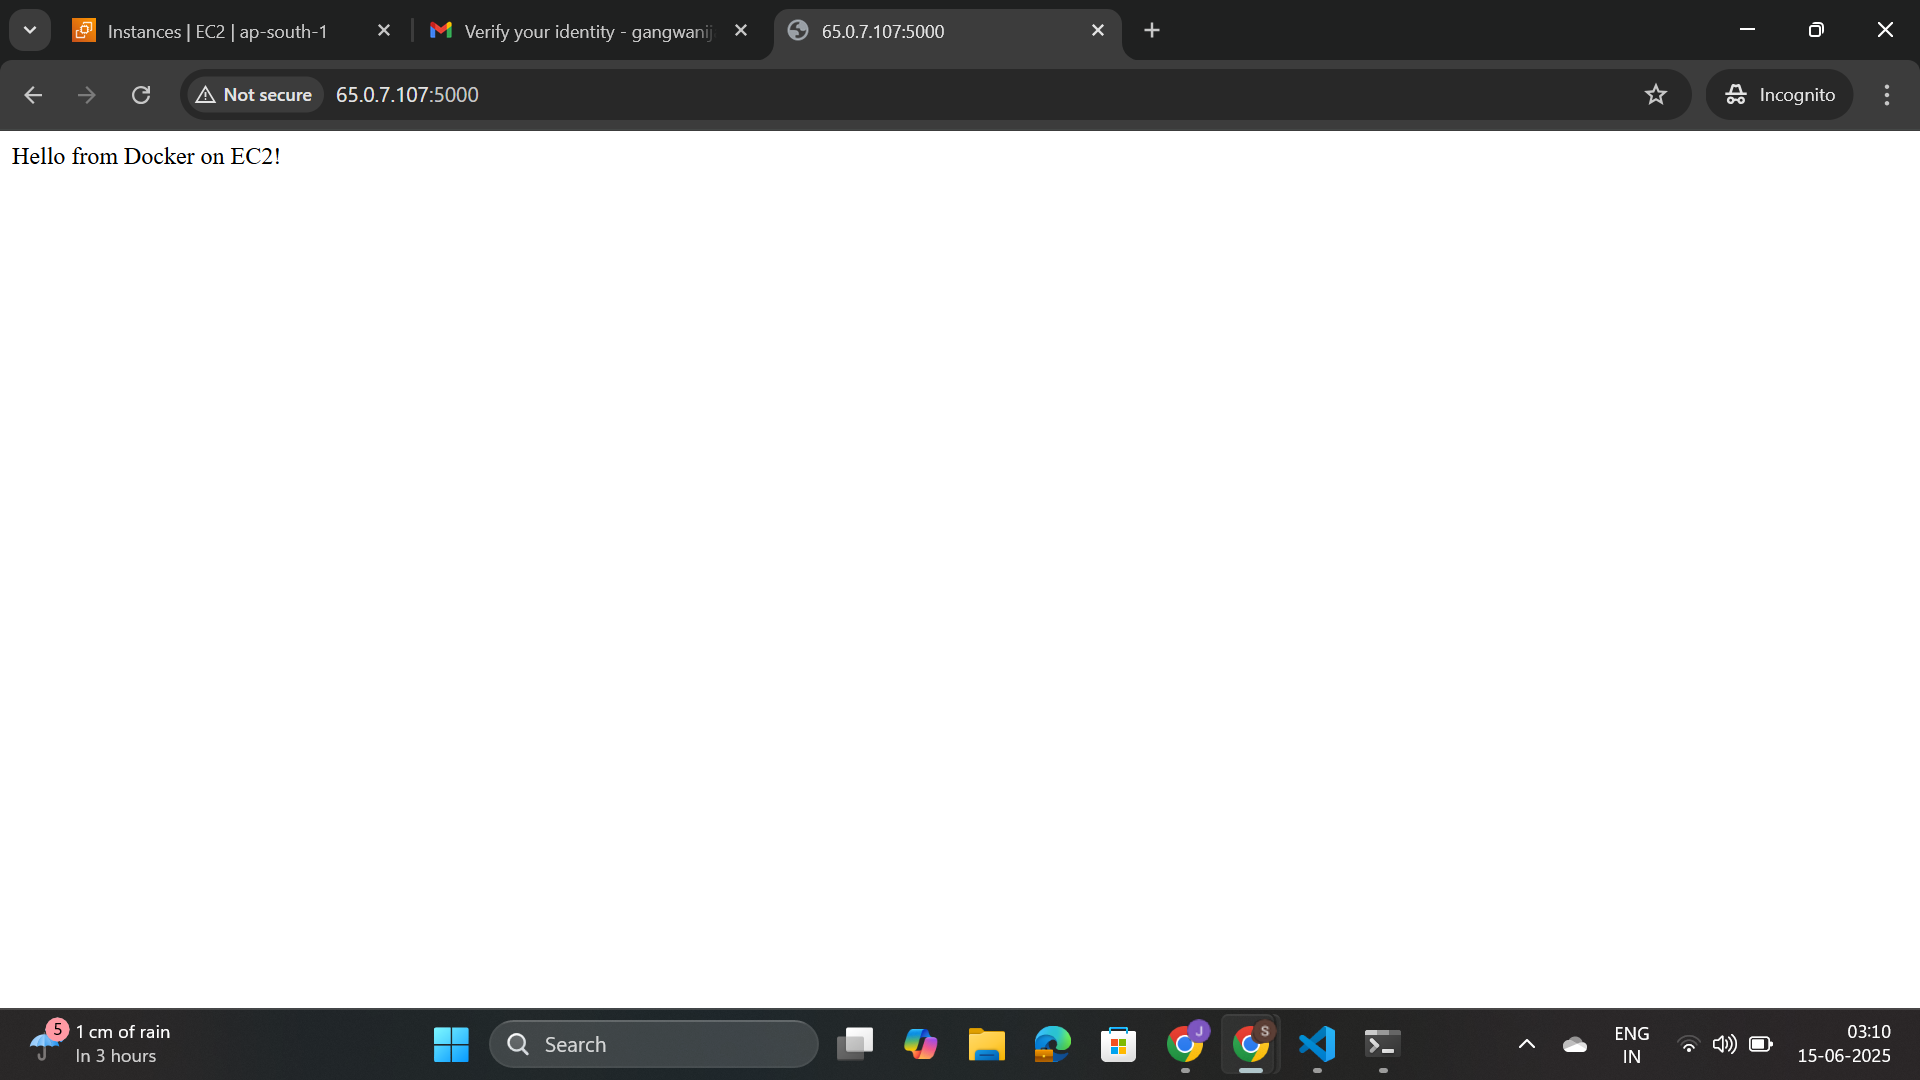 Instances | EC2 | ap-south-1
Verify your identity - gangwanij
65.0.7.107:5000
Not secure
65.0.7.107:5000
Incognito
Hello from Docker on EC2!
5
1 cm of rain
In 3 hours
Search
J
S
ENG
IN
03:10
15-06-2025